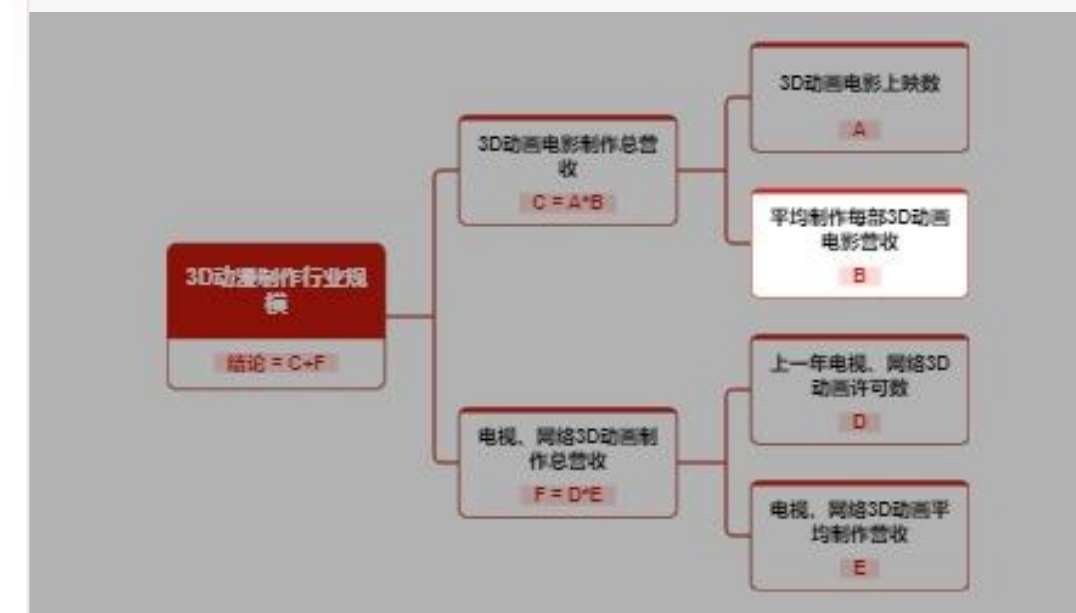 3D动漫制作行业规
模
结论 = C+F
3D动画电影制作总营
收
C = A*B
3D动画电影上映数
A
平均制作每部3D动画
电影营收
B
电视、网络3D动画制
作总营收
F = D*E
上一年电视、网络3D
动画许可数
D
电视、网络3D动画平
均制作营收
E